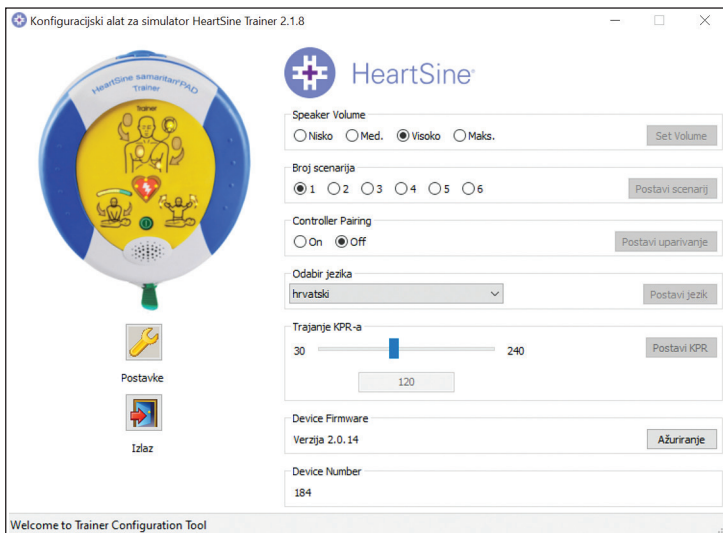 Konfiguracijski alat za simulator HeartSine Trainer 2.1.8
HeartSine samaritan PAD
Trainer
Trainer
HeartSine
Speaker Volume
Nisko Med. Visoko Maks. Set Volume
Broj scenarija
1 2 3 4 5 6 Postavi scenarij
Controller Pairing
On Off Postavi uparivanje
Odabir jezika
hrvatski Postavi jezik
Trajanje KPR-a
30 240 Postavi KPR
120
Postavke
Izlaz
Device Firmware
Verzija 2.0.14 Ažuriranje
Device Number
184
Welcome to Trainer Configuration Tool